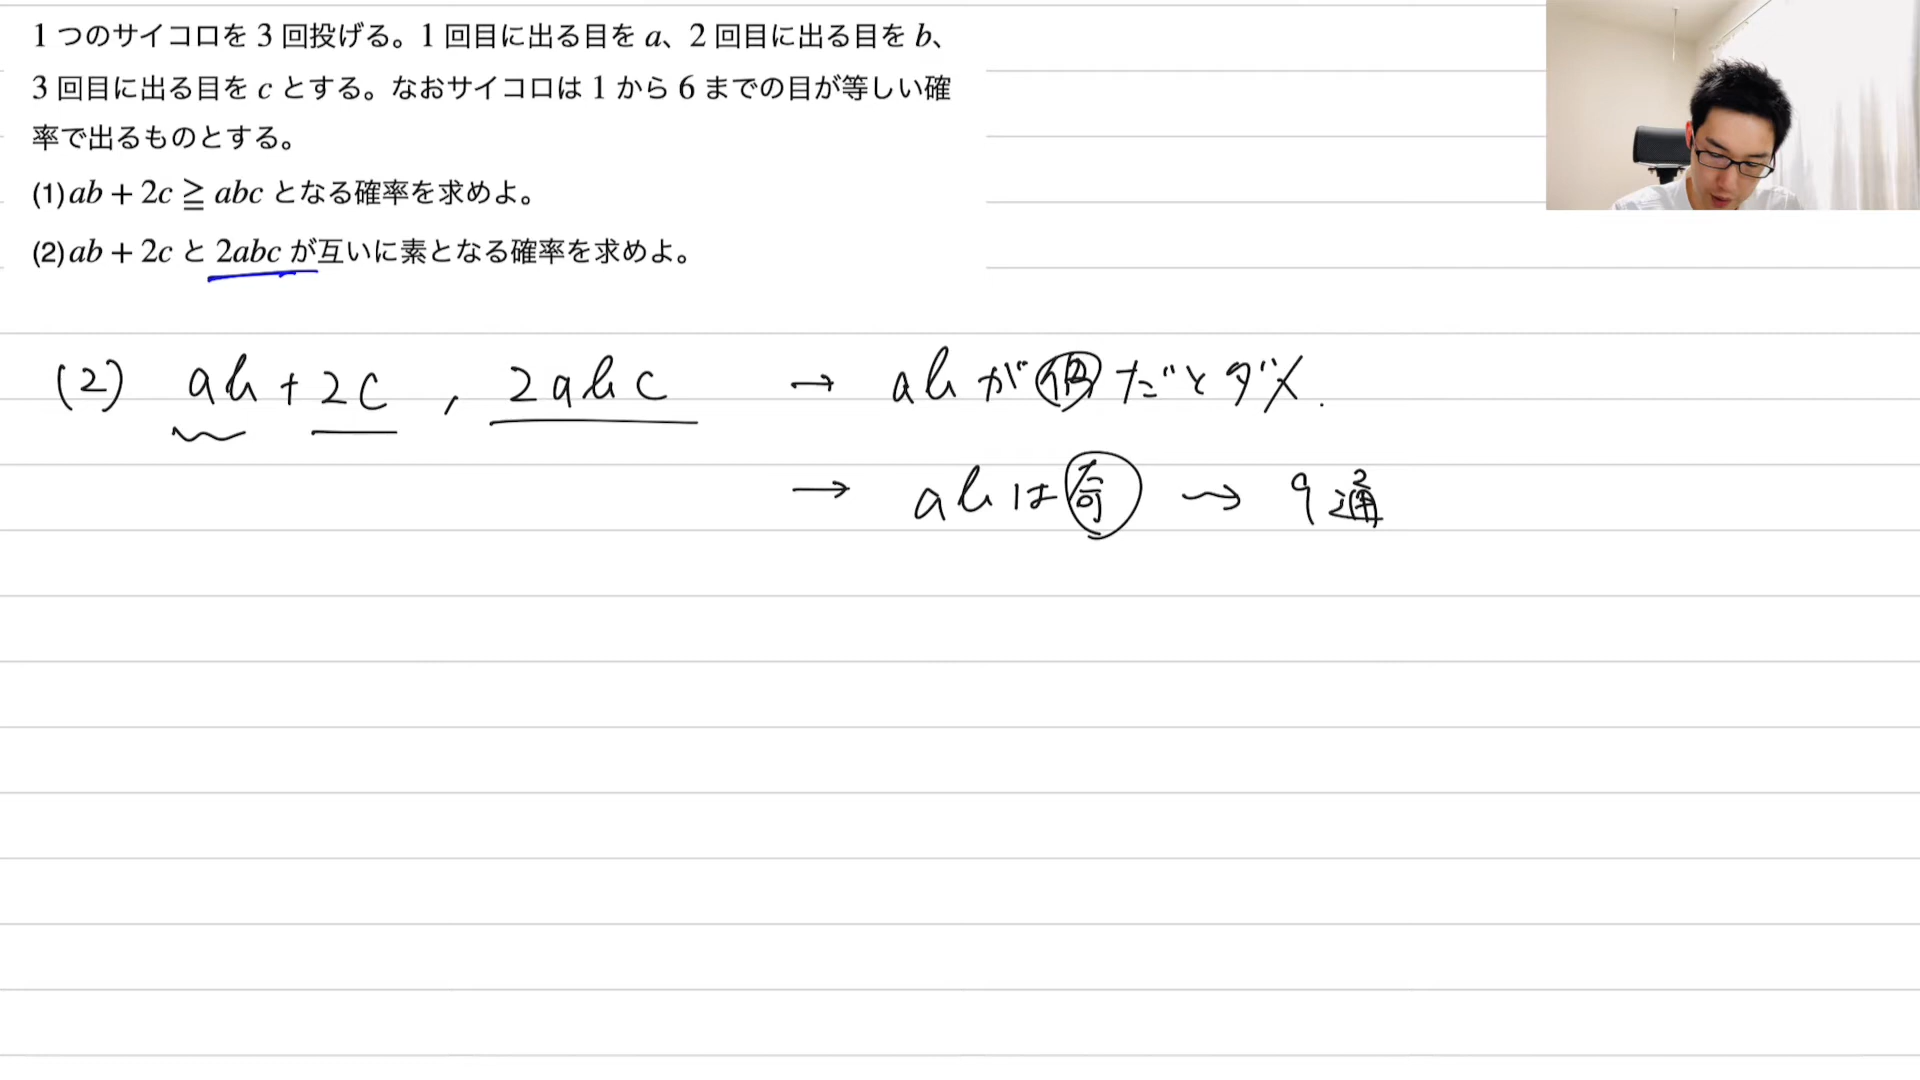 1 つのサイコロを 3 回投げる。1 回目に出る目を a、2 回目に出る目を b、
3 回目に出る目を c とする。なおサイコロは 1 から 6 までの目が等しい確
率で出るものとする。
(1) ab + 2c ≧ abc となる確率を求めよ。
(2) ab + 2c と 2abc が互いに素となる確率を求めよ。
(2) ab + 2c , 2abc → abが偶だとダメ.
→ abは奇 ⇝ 9通